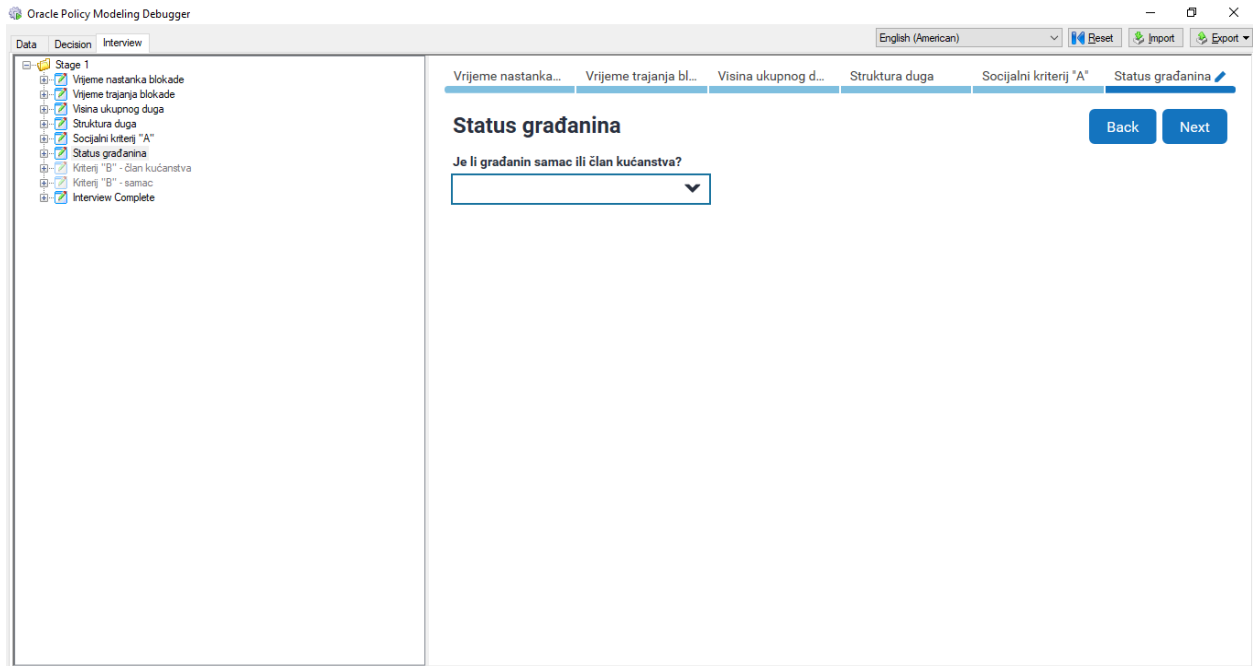 Oracle Policy Modeling Debugger
Data Decision Interview
English (American) Reset Import Export
Stage 1
Vrijeme nastanka blokade
Vrijeme trajanja blokade
Visina ukupnog duga
Struktura duga
Socijalni kriterij "A"
Status građanina
Kriterij "B" - član kućanstva
Kriterij "B" - samac
Interview Complete
Vrijeme nastanka... Vrijeme trajanja bl... Visina ukupnog d... Struktura duga Socijalni kriterij "A" Status građanina
Status građanina
Back Next
Je li građanin samac ili član kućanstva?